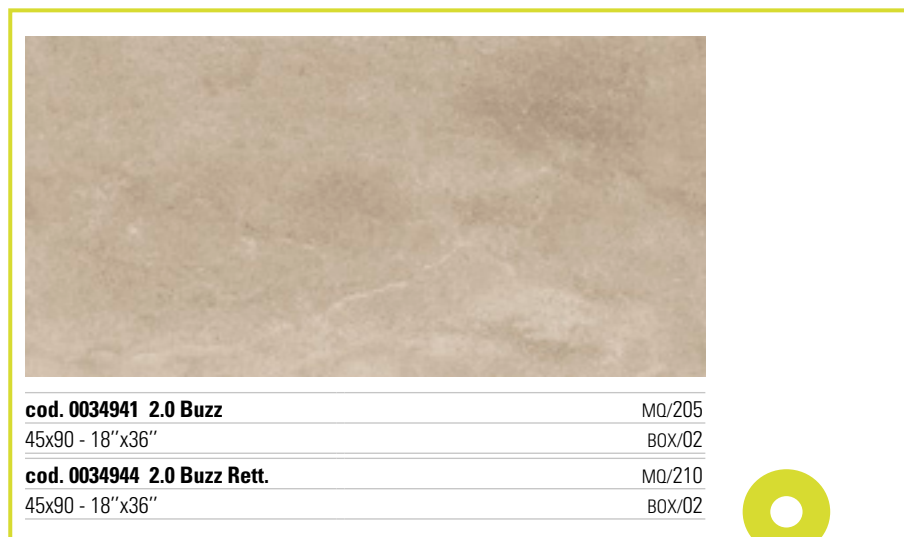 cod. 0034941 2.0 Buzz MQ/205
45x90 - 18’’x36’’ BOX/02
cod. 0034944 2.0 Buzz Rett. MQ/210
45x90 - 18’’x36’’ BOX/02